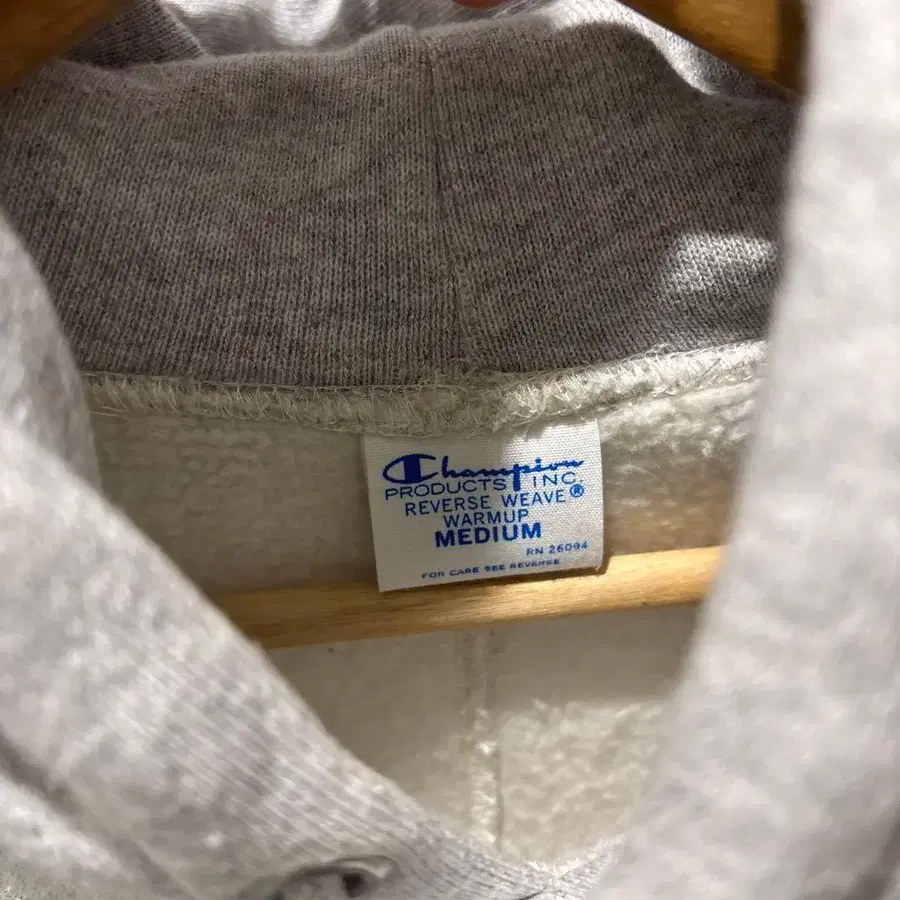 Champion
PRODUCTS INC.
REVERSE WEAVE®
WARMUP
MEDIUM
RN 26094
FOR CARE SEE REVERSE